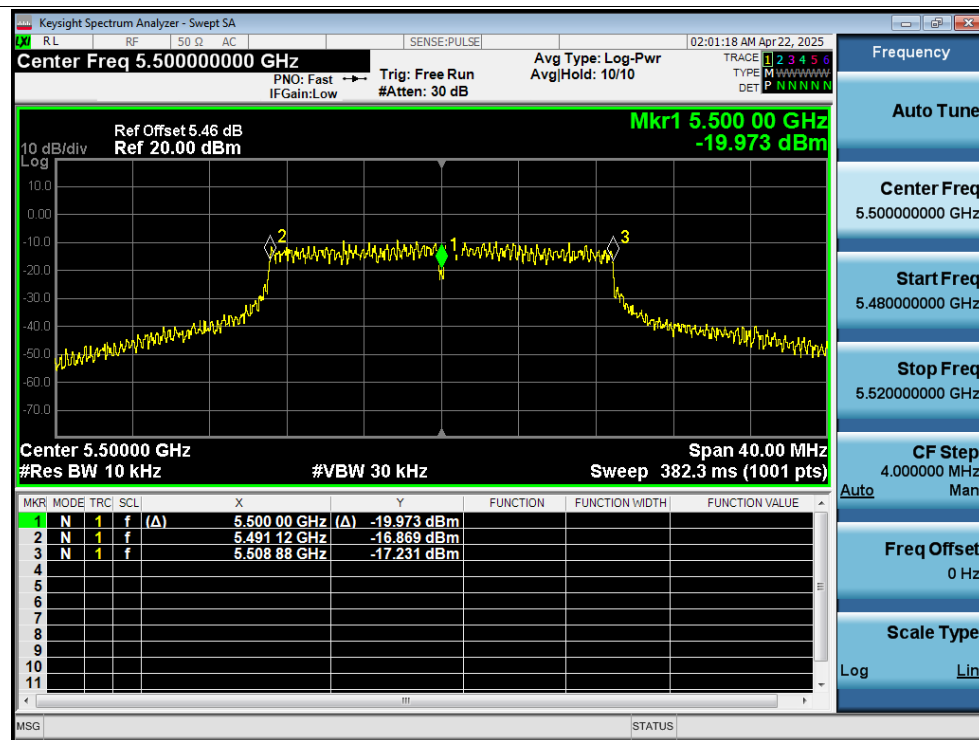 Keysight Spectrum Analyzer - Swept SA
LXI RL RF 50 Ω AC SENSE:PULSE 02:01:18 AM Apr 22, 2025
Center Freq 5.500000000 GHz
PNO: Fast
IFGain:Low
Trig: Free Run
#Atten: 30 dB
Avg Type: Log-Pwr
Avg|Hold: 10/10
TRACE 1 2 3 4 5 6
TYPE M WWWWW
DET P N N N N N
Mkr1 5.500 00 GHz
-19.973 dBm
Ref Offset 5.46 dB
10 dB/div Ref 20.00 dBm
Log
10.0
0.00
-10.0
-20.0
-30.0
-40.0
-50.0
-60.0
-70.0
2
1
3
Center 5.50000 GHz Span 40.00 MHz
#Res BW 10 kHz #VBW 30 kHz Sweep 382.3 ms (1001 pts)
MKR MODE TRC SCL X Y FUNCTION FUNCTION WIDTH FUNCTION VALUE
1 N 1 f (Δ) 5.500 00 GHz (Δ) -19.973 dBm
2 N 1 f 5.491 12 GHz -16.869 dBm
3 N 1 f 5.508 88 GHz -17.231 dBm
4
5
6
7
8
9
10
11
MSG STATUS
Frequency
Auto Tune
Center Freq
5.500000000 GHz
Start Freq
5.480000000 GHz
Stop Freq
5.520000000 GHz
CF Step
4.000000 MHz
Auto Man
Freq Offset
0 Hz
Scale Type
Log Lin